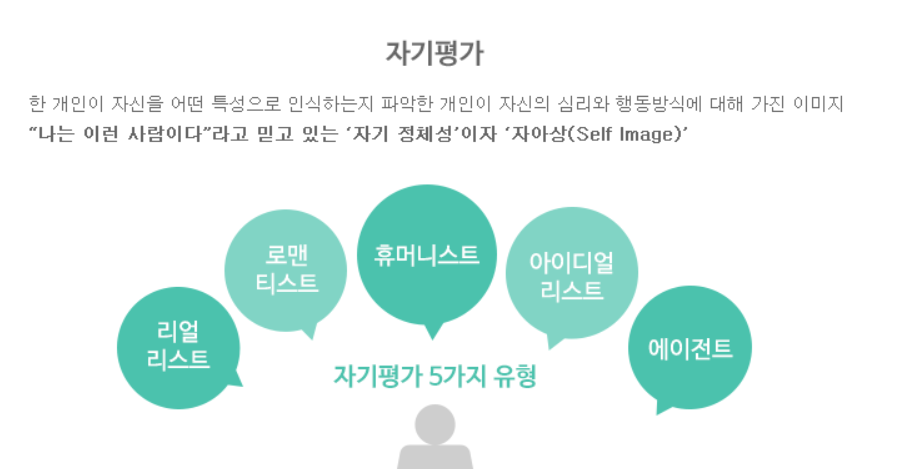 자기평가
한 개인이 자신을 어떤 특성으로 인식하는지 파악한 개인이 자신의 심리와 행동방식에 대해 가진 이미지
“나는 이런 사람이다”라고 믿고 있는 ‘자기 정체성’이자 ‘자아상(Self Image)’
리얼
리스트
로맨
티스트
휴머니스트
아이디얼
리스트
에이전트
자기평가 5가지 유형